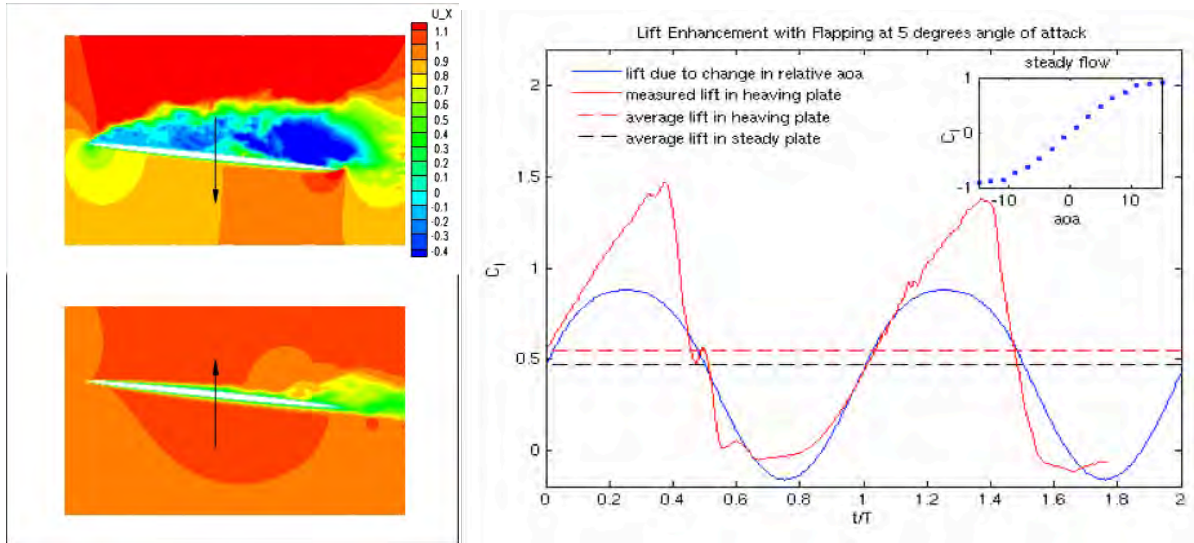 U_X
1.1
1
0.9
0.8
0.7
0.6
0.5
0.4
0.3
0.2
0.1
0
-0.1
-0.2
-0.3
-0.4
Lift Enhancement with Flapping at 5 degrees angle of attack
lift due to change in relative aoa
measured lift in heaving plate
average lift in heaving plate
average lift in steady plate
steady flow
1
0
-1
C_l
-10 0 10
aoa
2
1.5
1
0.5
0
C_l
0 0.2 0.4 0.6 0.8 1 1.2 1.4 1.6 1.8 2
t/T